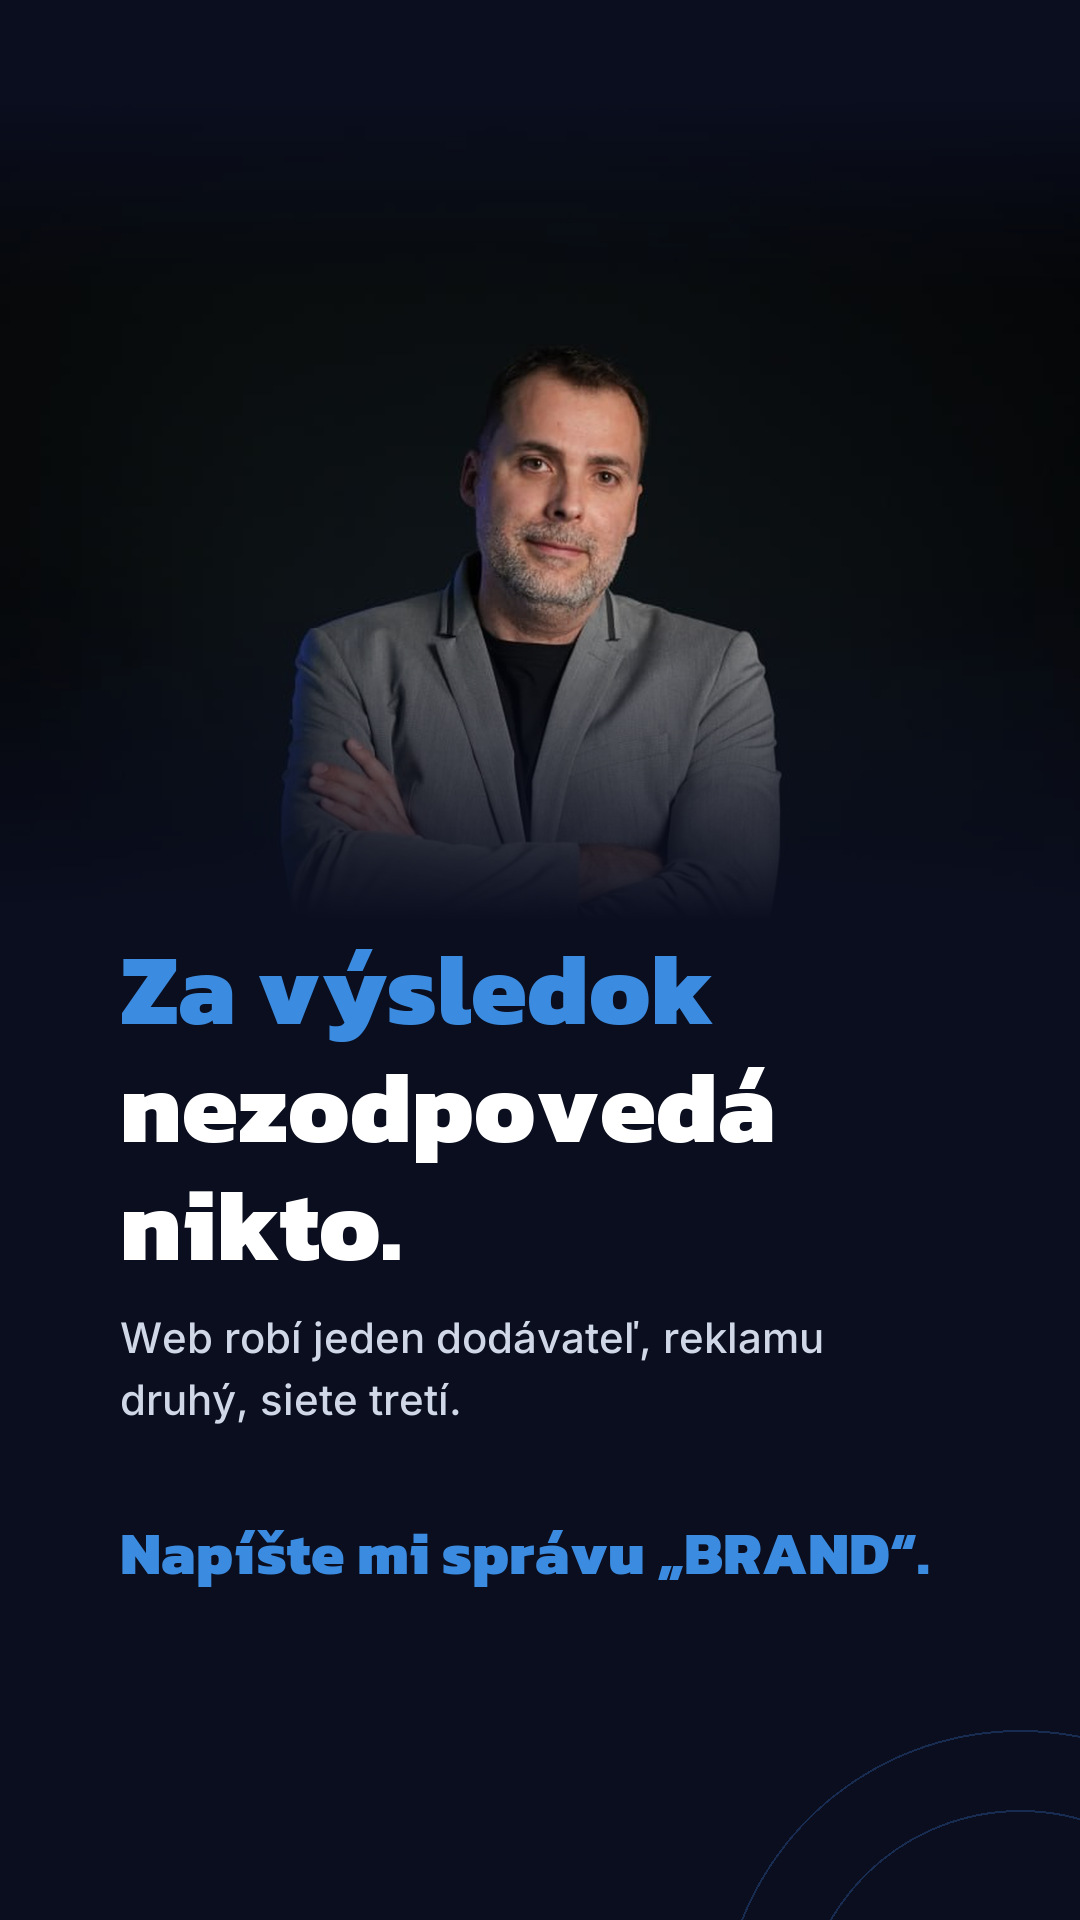 Za výsledok
nezodpovedá
nikto.
Web robí jeden dodávateľ, reklamu
druhý, siete tretí.
Napíšte mi správu „BRAND“.